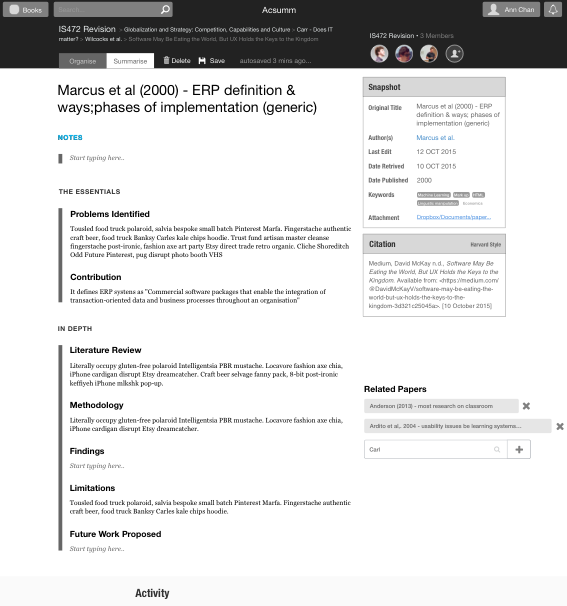 Books
Search...
Acsumm
Ann Chan
IS472 Revision > Globalization and Strategy: Competition, Capabilities and Culture > Carr - Does IT
matter? > Wilcocks et al. > Software May Be Eating the World, But UX Holds the Keys to the Kingdom
IS472 Revision • 3 Members
Organise
Summarise
Delete
Save
autosaved 3 mins ago...
Marcus et al (2000) - ERP definition &
ways;phases of implementation (generic)
NOTES
Start typing here..
THE ESSENTIALS
Problems Identified
Tousled food truck polaroid, salvia bespoke small batch Pinterest Marfa. Fingerstache authentic
craft beer, food truck Banksy Carles kale chips hoodie. Trust fund artisan master cleanse
fingerstache post-ironic, fashion axe art party Etsy direct trade retro organic. Cliche Shoreditch
Odd Future Pinterest, pug disrupt photo booth VHS
Contribution
It defines ERP systems as "Commercial software packages that enable the integration of
transaction-oriented data and business processes throughout an organisation"
IN DEPTH
Literature Review
Literally occupy gluten-free polaroid Intelligentsia PBR mustache. Locavore fashion axe chia,
iPhone cardigan disrupt Etsy dreamcatcher. Craft beer selvage fanny pack, 8-bit post-ironic
keffiyeh iPhone mlkshk pop-up.
Methodology
Literally occupy gluten-free polaroid Intelligentsia PBR mustache. Locavore fashion axe chia,
iPhone cardigan disrupt Etsy dreamcatcher.
Findings
Start typing here..
Limitations
Tousled food truck polaroid, salvia bespoke small batch Pinterest Marfa. Fingerstache authentic
craft beer, food truck Banksy Carles kale chips hoodie.
Future Work Proposed
Start typing here..
Snapshot
Original Title
Marcus et al (2000) - ERP
definition & ways; phases of
implementation (generic)
Author(s)
Marcus et al.
Last Edit
12 OCT 2015
Date Retrived
10 OCT 2015
Date Published
2000
Keywords
Machine Learning
Mark up
HTML
Linguistic manipulation
Economics
Attachment
Dropbox/Documents/pape...
Citation
Harvard Style
Medium, David McKay n.d., Software May Be
Eating the World, But UX Holds the Keys to the
Kingdom. Available from: <https://medium.com/
@DavidMcKayV/software-may-be-eating-the-
world-but-ux-holds-the-keys-to-the-
kingdom-3d321c25045a>. [10 October 2015]
Related Papers
Anderson (2013) - most research on classroom
Ardito et al., 2004 - usability issues be learning systeme...
Carl
Activity